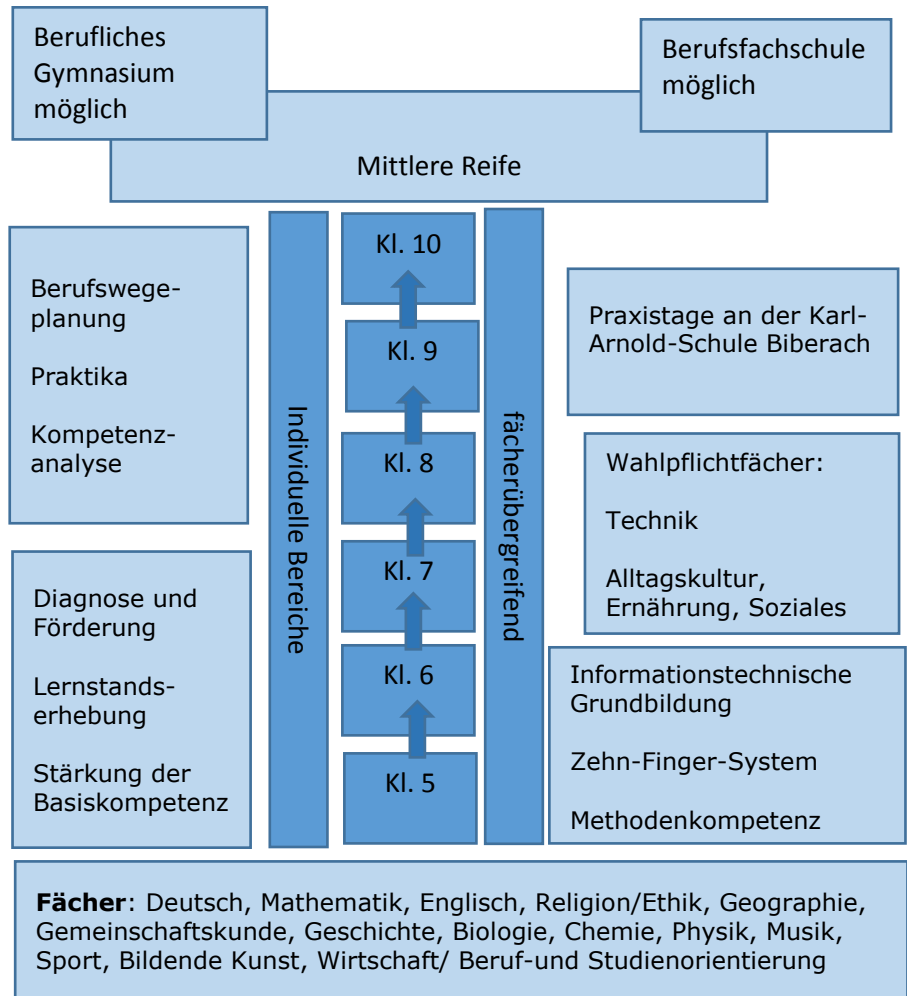 Berufliches
Gymnasium
möglich
Berufsfachschule
möglich
Mittlere Reife
Berufswege-
planung
Praktika
Kompetenz-
analyse
Diagnose und
Förderung
Lernstands-
erhebung
Stärkung der
Basiskompetenz
Individuelle Bereiche
Kl. 10
Kl. 9
Kl. 8
Kl. 7
Kl. 6
Kl. 5
fächerübergreifend
Praxistage an der Karl-
Arnold-Schule Biberach
Wahlpflichtfächer:
Technik
Alltagskultur,
Ernährung, Soziales
Informationstechnische
Grundbildung
Zehn-Finger-System
Methodenkompetenz
Fächer: Deutsch, Mathematik, Englisch, Religion/Ethik, Geographie,
Gemeinschaftskunde, Geschichte, Biologie, Chemie, Physik, Musik,
Sport, Bildende Kunst, Wirtschaft/ Beruf-und Studienorientierung